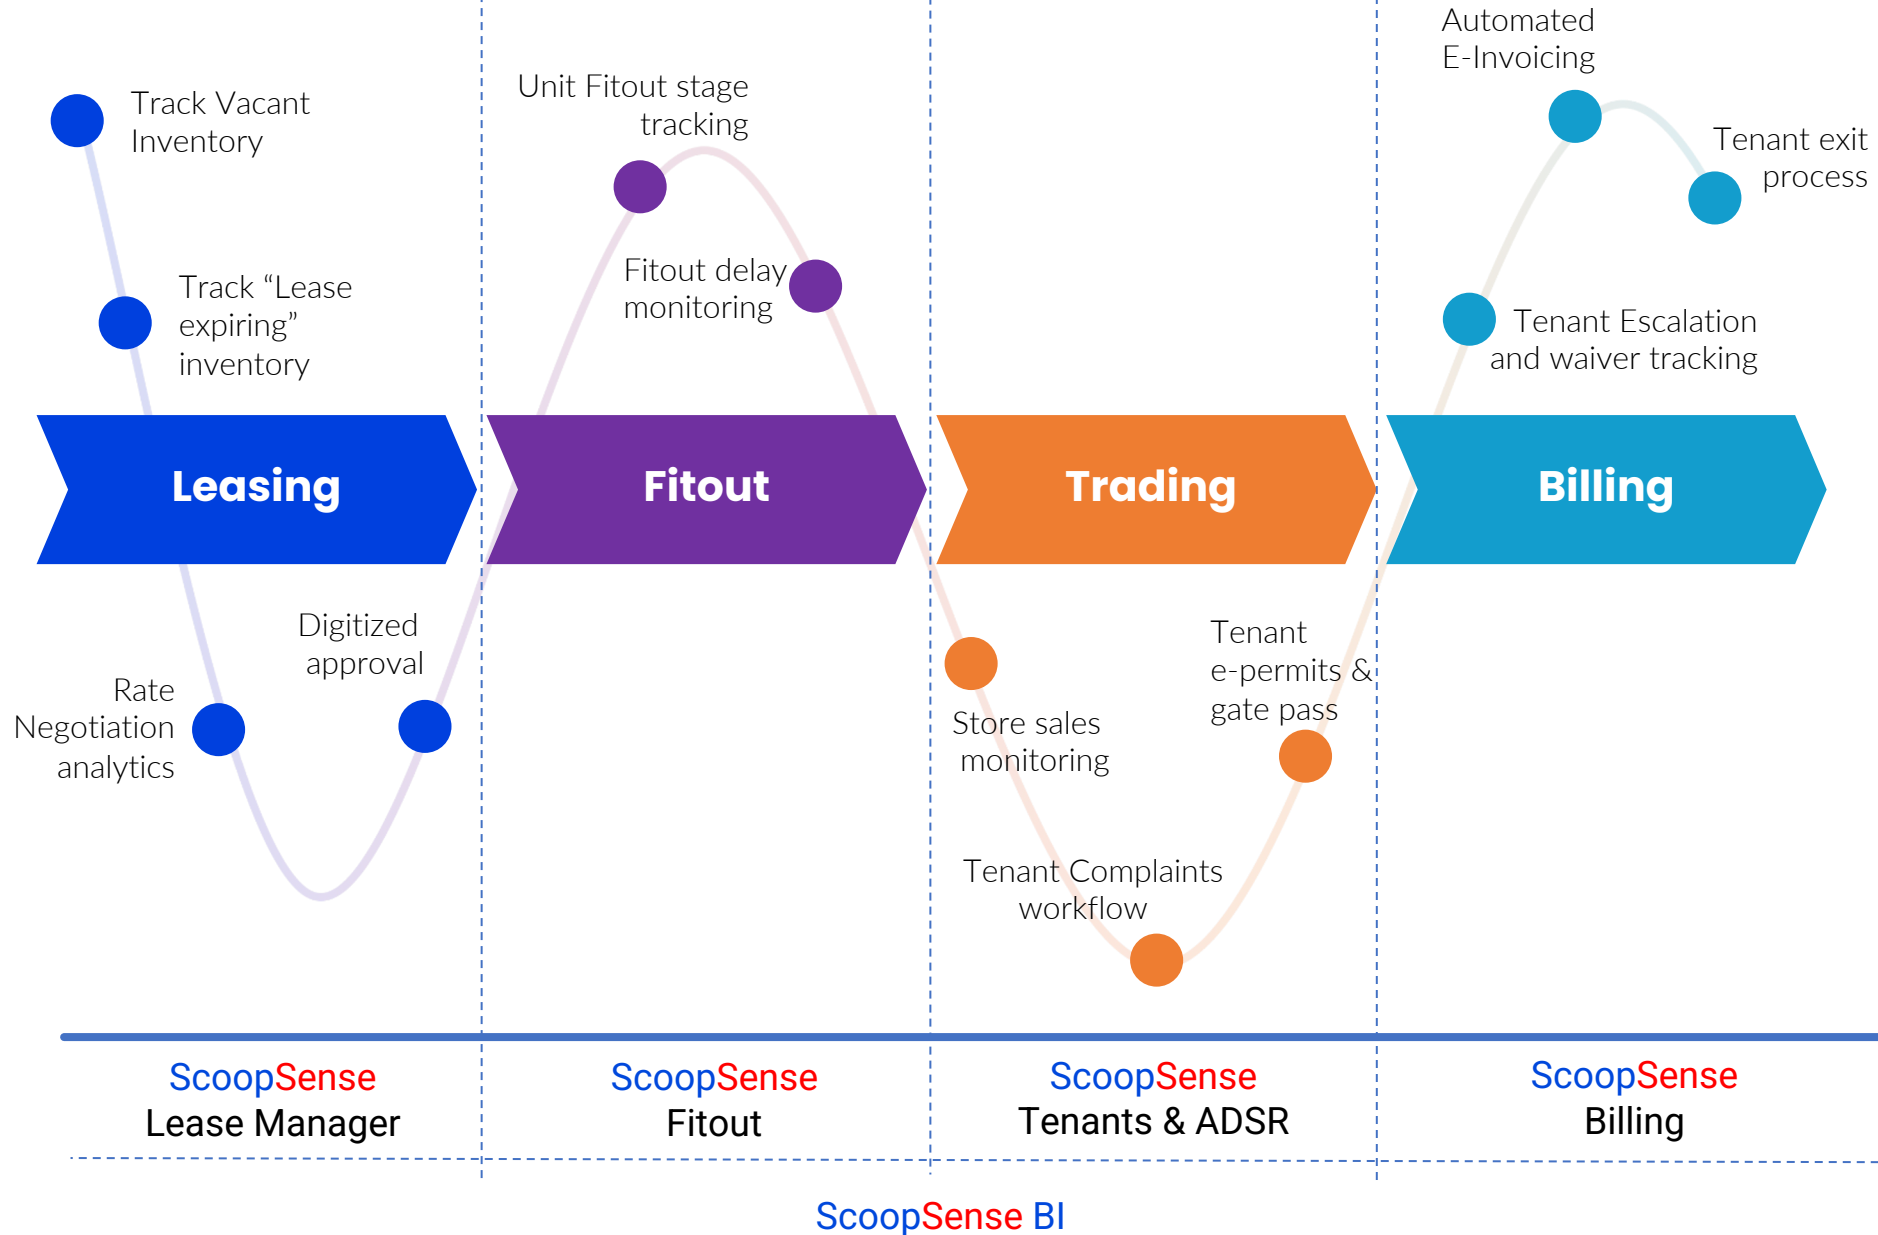 Track Vacant
Inventory
Track “Lease
expiring”
inventory
Leasing
Rate
Negotiation
analytics
Digitized
approval
Unit Fitout stage
tracking
Fitout delay
monitoring
Fitout
Trading
Store sales
monitoring
Tenant Complaints
workflow
Tenant
e-permits &
gate pass
Automated
E-Invoicing
Tenant exit
process
Tenant Escalation
and waiver tracking
Billing
ScoopSense
Lease Manager
ScoopSense
Fitout
ScoopSense
Tenants & ADSR
ScoopSense
Billing
ScoopSense BI